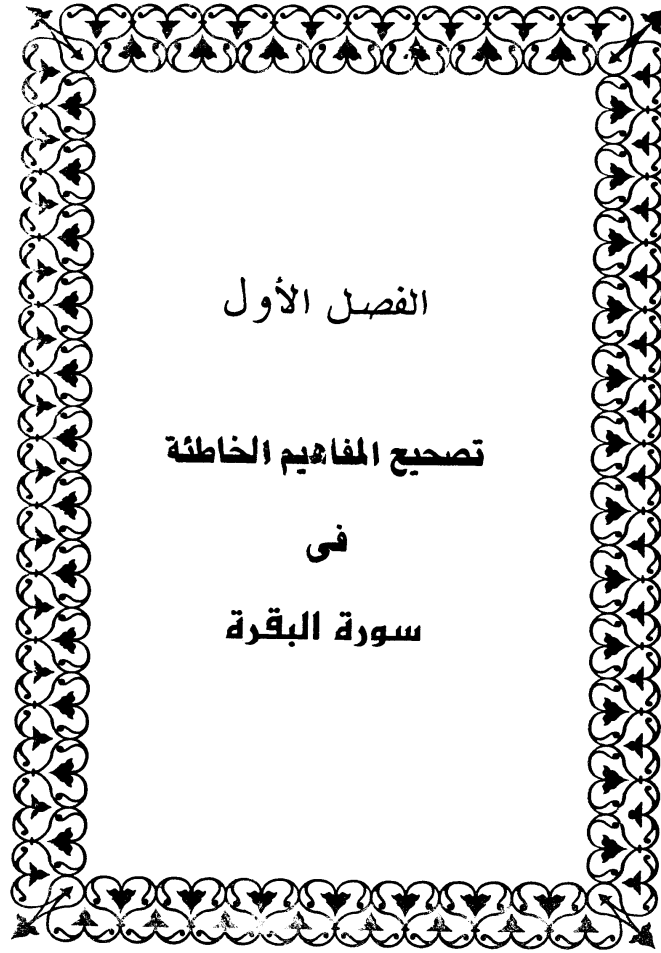 الفصل الأول
تصحيح المفاهيم الخاطئة
فى
سورة البقرة